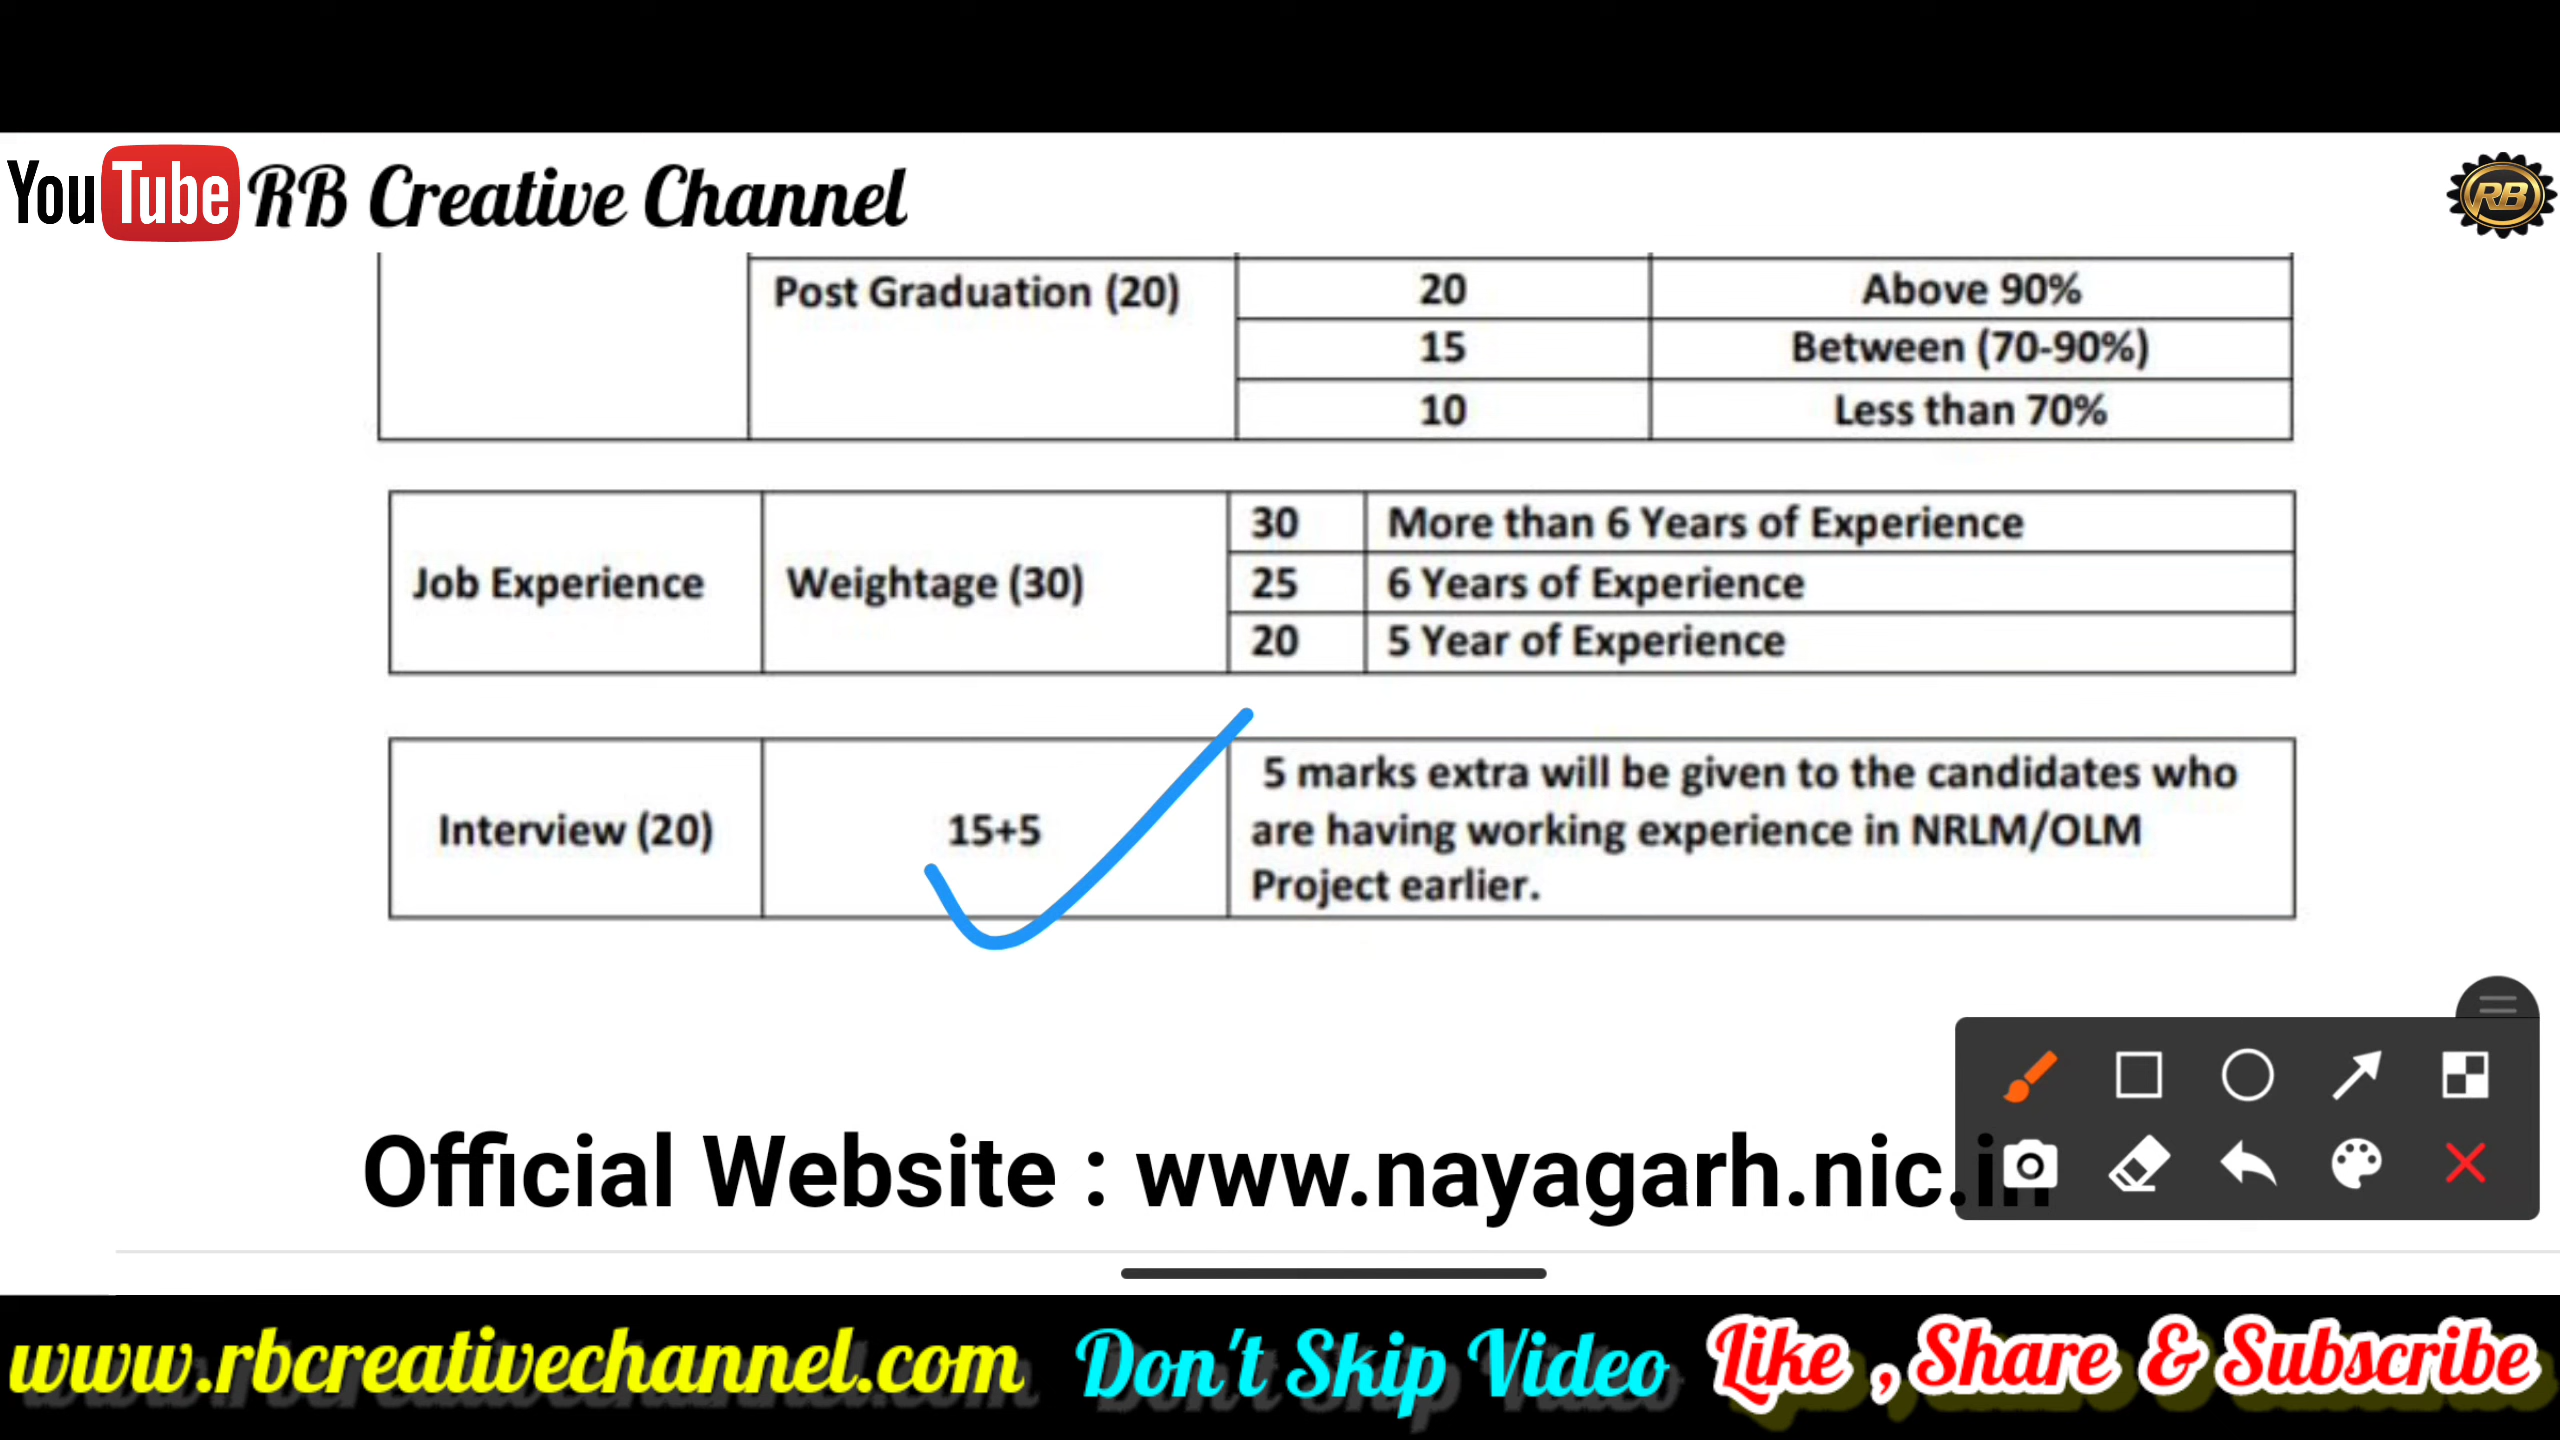 YouTube RB Creative Channel
RB
Post Graduation (20) 20 Above 90%
15 Between (70-90%)
10 Less than 70%
Job Experience Weightage (30) 30 More than 6 Years of Experience
25 6 Years of Experience
20 5 Year of Experience
Interview (20) 15+5 5 marks extra will be given to the candidates who
are having working experience in NRLM/OLM
Project earlier.
Official Website : www.nayagarh.nic.in
www.rbcreativechannel.com Don't Skip Video Like , Share & Subscribe